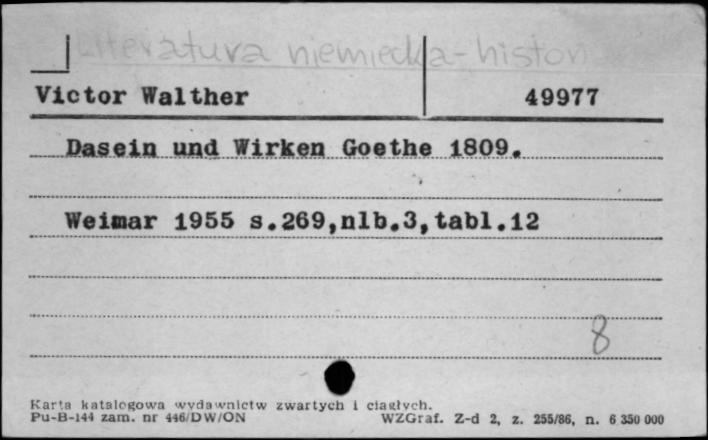 Literatura niemiecka-histor
Victor Walther 49977
Dasein und Wirken Goethe 1809.
Weimar 1955 s.269,nlb.3,tabl.12
8
Karta katalogowa wydawnictw zwartych i ciągłych.
Pu-B-144 zam. nr 446/DW/ON WZGraf. Z-d 2, z. 255/86, n. 6 350 000